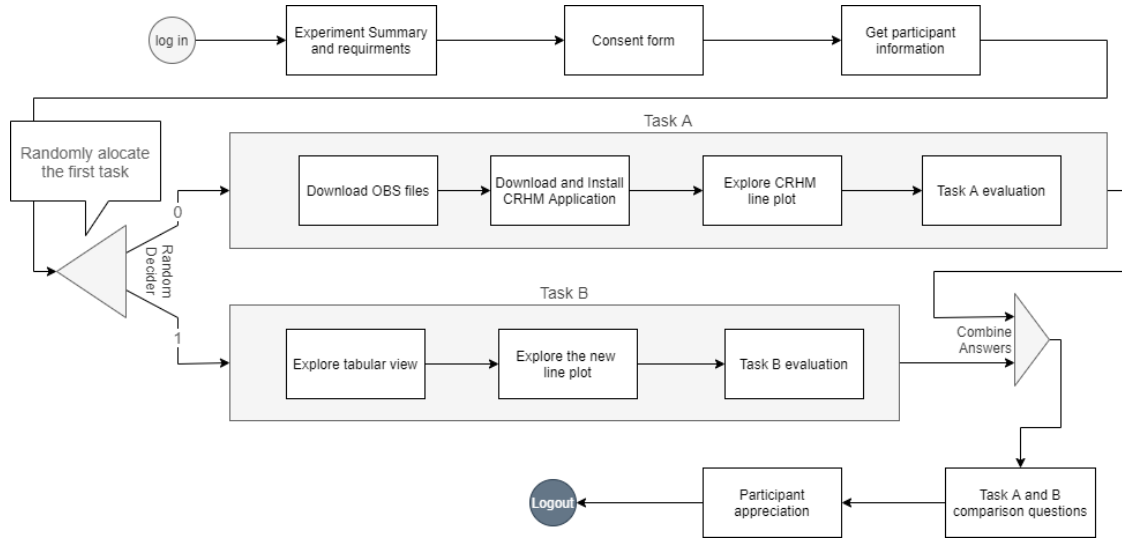 log in
Experiment Summary
and requirments
Consent form
Get participant
information
Randomly alocate
the first task
Task A
Download OBS files
Download and Install
CRHM Application
Explore CRHM
line plot
Task A evaluation
0
Random
Decider
1
Task B
Explore tabular view
Explore the new
line plot
Task B evaluation
Combine
Answers
Logout
Participant
appreciation
Task A and B
comparison questions